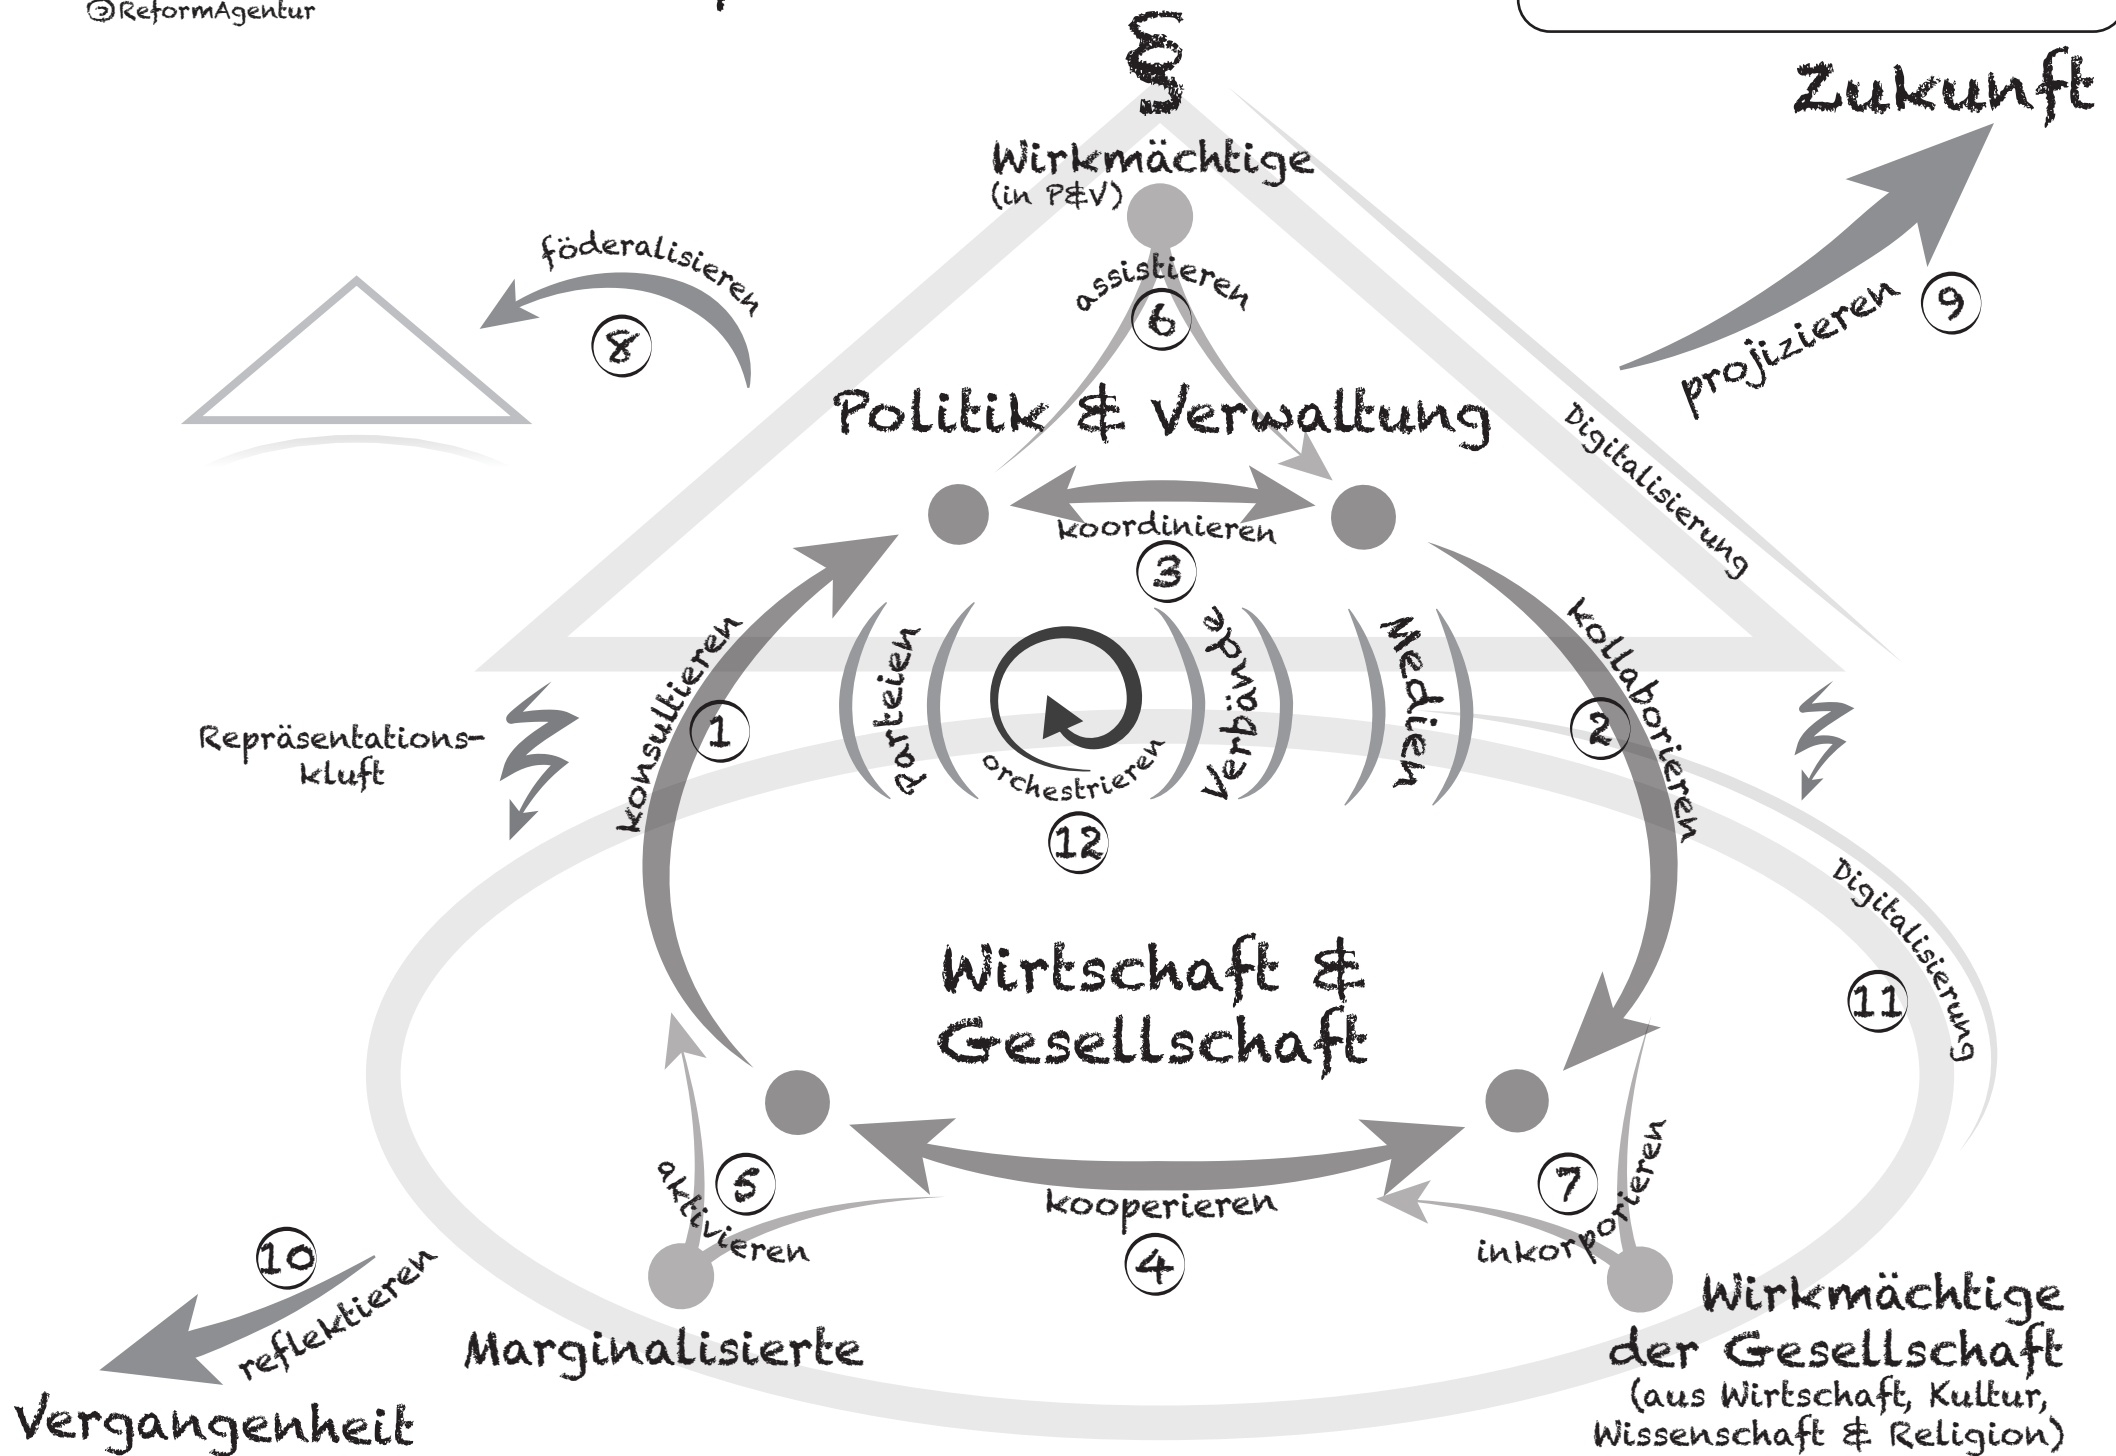 ReformAgentur
§
Zukunft
Wirkmächtige
(in P&V)
föderalisieren
8
assistieren
6
projizieren
9
Politik & Verwaltung
Digitalisierung
koordinieren
3
konsultieren
1
Parteien
orchestrieren
12
Verbände
Medien
kollaborieren
2
Repräsentations-
kluft
Digitalisierung
11
Wirtschaft &
Gesellschaft
aktivieren
5
kooperieren
4
inkorporieren
7
10
reflektieren
Vergangenheit
Marginalisierte
Wirkmächtige
der Gesellschaft
(aus Wirtschaft, Kultur,
Wissenschaft & Religion)